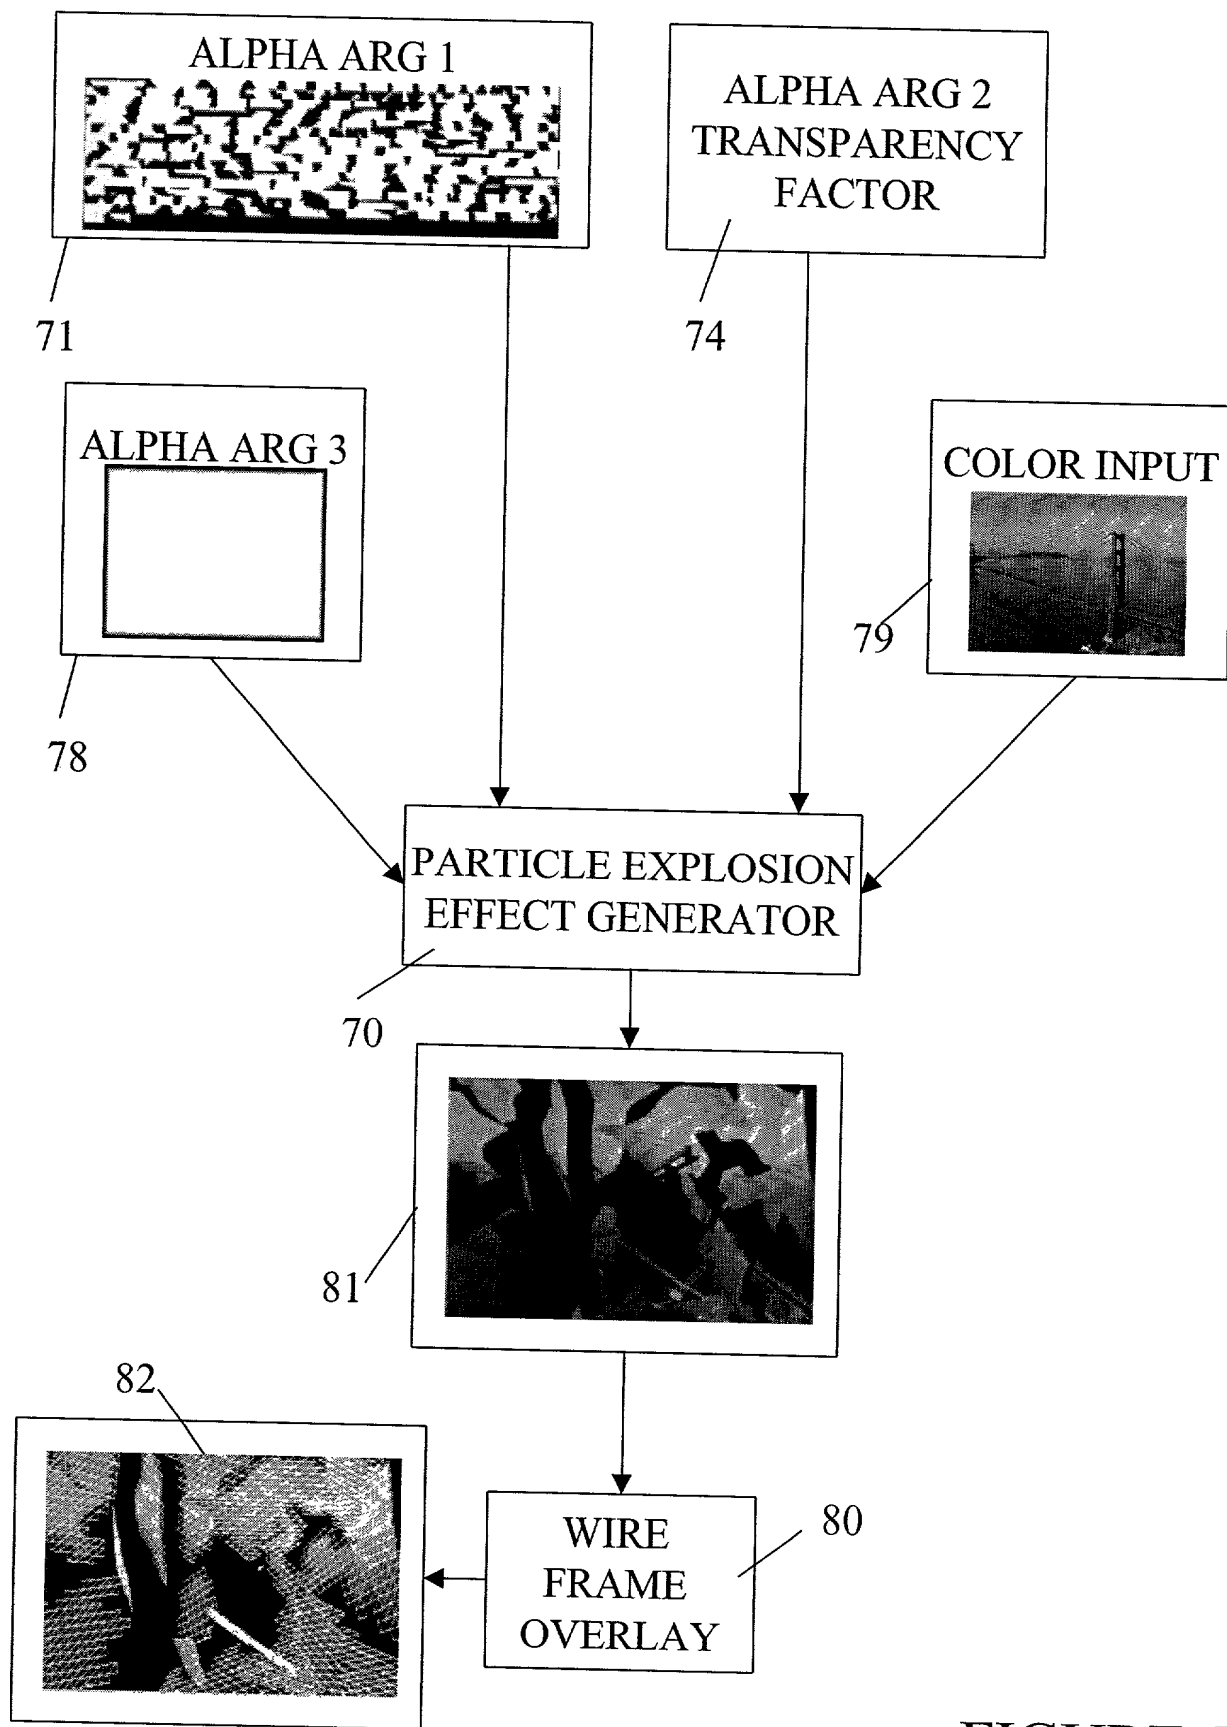 ALPHA ARG 1
ALPHA ARG 2
TRANSPARENCY
FACTOR
71
74
ALPHA ARG 3
COLOR INPUT
79
78
PARTICLE EXPLOSION
EFFECT GENERATOR
70
81
82
WIRE
FRAME
OVERLAY
80